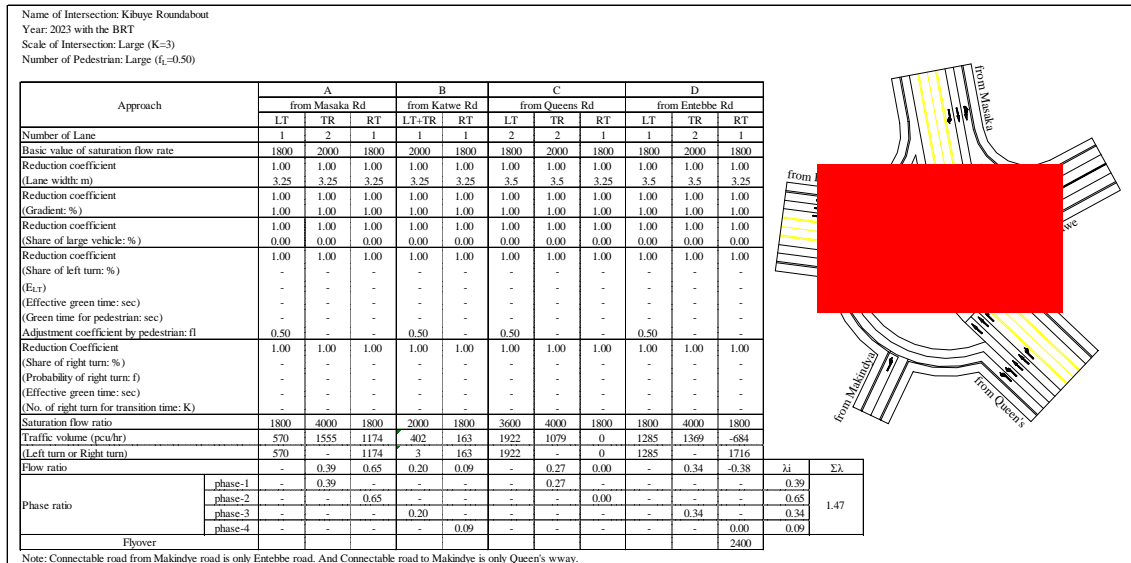 Name of Intersection: Kibuye Roundabout
Year: 2023 with the BRT
Scale of Intersection: Large (K=3)
Number of Pedestrian: Large (fL=0.50)
Approach A B C D
from Masaka Rd from Katwe Rd from Queens Rd from Entebbe Rd
LT TR RT LT+TR RT LT TR RT LT TR RT
Number of Lane 1 2 1 1 1 2 2 1 1 2 1
Basic value of saturation flow rate 1800 2000 1800 2000 1800 1800 2000 1800 1800 2000 1800
Reduction coefficient 1.00 1.00 1.00 1.00 1.00 1.00 1.00 1.00 1.00 1.00 1.00
(Lane width: m) 3.25 3.25 3.25 3.25 3.25 3.5 3.5 3.25 3.5 3.5 3.25
Reduction coefficient 1.00 1.00 1.00 1.00 1.00 1.00 1.00 1.00 1.00 1.00 1.00
(Gradient: %) 1.00 1.00 1.00 1.00 1.00 1.00 1.00 1.00 1.00 1.00 1.00
Reduction coefficient 1.00 1.00 1.00 1.00 1.00 1.00 1.00 1.00 1.00 1.00 1.00
(Share of large vehicle: %) 0.00 0.00 0.00 0.00 0.00 0.00 0.00 0.00 0.00 0.00 0.00
Reduction coefficient 1.00 1.00 1.00 1.00 1.00 1.00 1.00 1.00 1.00 1.00 1.00
(Share of left turn: %) - - - - - - - - - - -
(ELT) - - - - - - - - - - -
(Effective green time: sec) - - - - - - - - - - -
(Green time for pedestrian: sec) - - - - - - - - - - -
Adjustment coefficient by pedestrian: fl 0.50 - - 0.50 - 0.50 - - 0.50 - -
Reduction Coefficient 1.00 1.00 1.00 1.00 1.00 1.00 1.00 1.00 1.00 1.00 1.00
(Share of right turn: %) - - - - - - - - - - -
(Probability of right turn: f) - - - - - - - - - - -
(Effective green time: sec) - - - - - - - - - - -
(No. of right turn for transition time: K) - - - - - - - - - - -
Saturation flow ratio 1800 4000 1800 2000 1800 3600 4000 1800 1800 4000 1800
Traffic volume (pcu/hr) 570 1555 1174 402 163 1922 1079 0 1285 1369 -684
(Left turn or Right turn) 570 - 1174 3 163 1922 - 0 1285 - 1716
Flow ratio - 0.39 0.65 0.20 0.09 - 0.27 0.00 - 0.34 -0.38 λi Σλ
Phase ratio phase-1 - 0.39 - - - - 0.27 - - - - 0.39 1.47
phase-2 - - 0.65 - - - - 0.00 - - - 0.65
phase-3 - - - 0.20 - - - - - 0.34 - 0.34
phase-4 - - - - 0.09 - - - - - 0.00 0.09
Flyover 2400
Note: Connectable road from Makindye road is only Entebbe road. And Connectable road to Makindye is only Queen's wway.
from Masaka
from
from Makindya
from Queen's